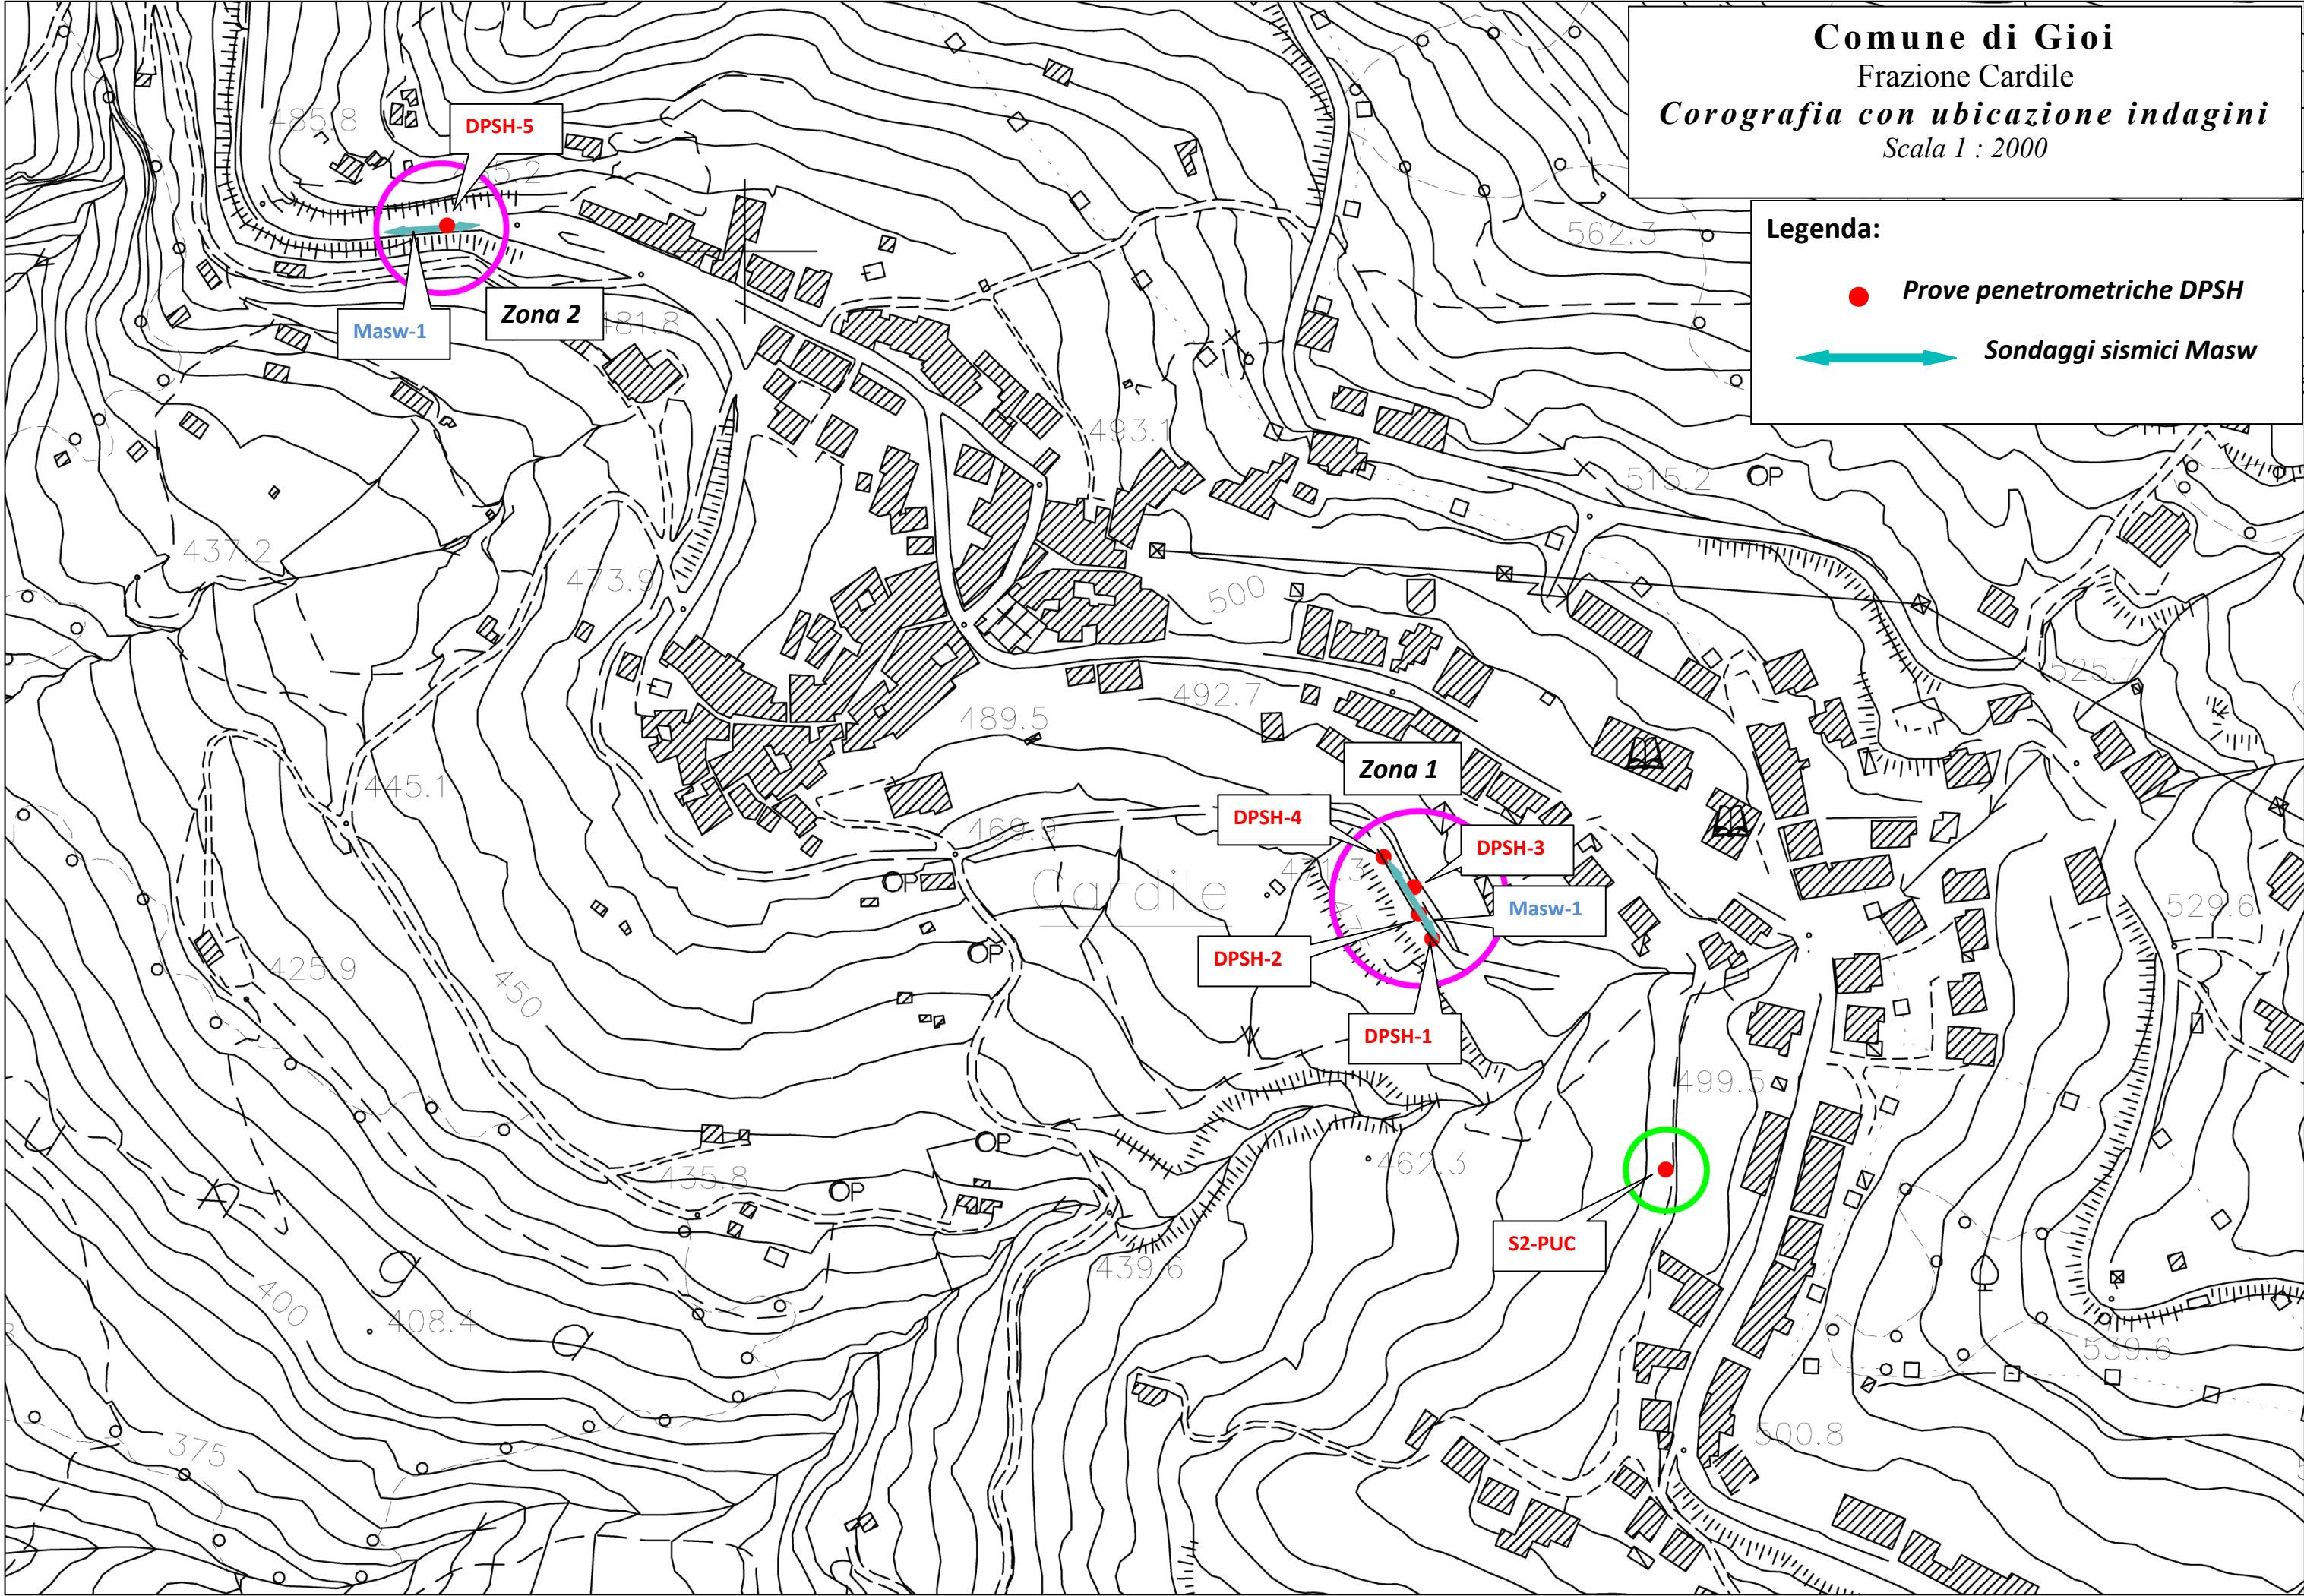 Comune di Gioi
Frazione Cardile
Corografia con ubicazione indagini
Scala 1 : 2000
Legenda:
Prove penetrometriche DPSH
Sondaggi sismici Masw
485.8
DPSH-5
562.3
Zona 2
481.8
Masw-1
493.1
515.2
P
437.2
473.9
500
525.7
492.7
489.5
Zona 1
445.1
DPSH-4
469.9
DPSH-3
471.3
Cardile
P
Masw-1
529.6
DPSH-2
P
425.9
450
DPSH-1
499.5
P
462.3
435.8
P
S2-PUC
439.6
400
408.4
539.6
500.8
375